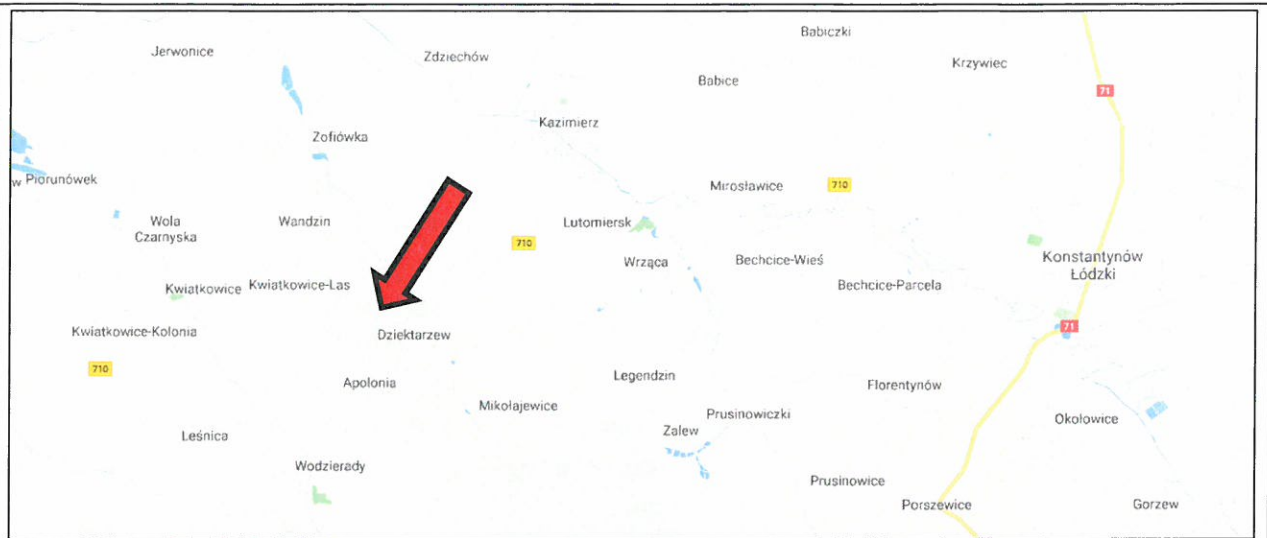 Babiczki
Jerwonice
Zdziechów
Krzywiec
Babice
71
Kazimierz
Zofiówka
w Piorunówek
Mirosławice
710
Wola
Czarnyska
Wandzin
Lutomiersk
710
Wrząca
Bechcice-Wieś
Konstantynów
Łódzki
Kwiatkowice
Kwiatkowice-Las
Bechcice-Parcela
Kwiatkowice-Kolonia
Dziektarzew
71
710
Apolonia
Legendzin
Florentynów
Mikołajewice
Prusinowiczki
Okołowice
Leśnica
Zalew
Wodzierady
Prusinowice
Porszewice
Gorzew